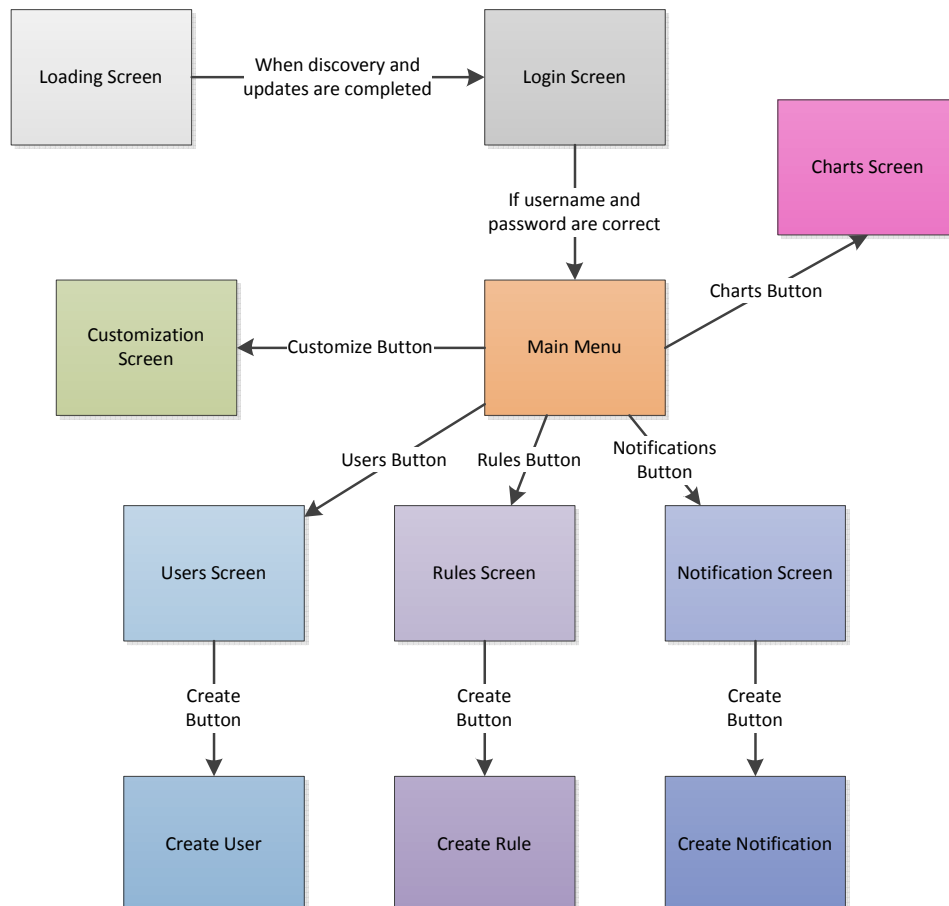 Loading Screen
When discovery and
updates are completed
Login Screen
Charts Screen
If username and
password are correct
Charts Button
Customization
Screen
Customize Button
Main Menu
Users Button
Rules Button
Notifications
Button
Users Screen
Rules Screen
Notification Screen
Create
Button
Create
Button
Create
Button
Create User
Create Rule
Create Notification